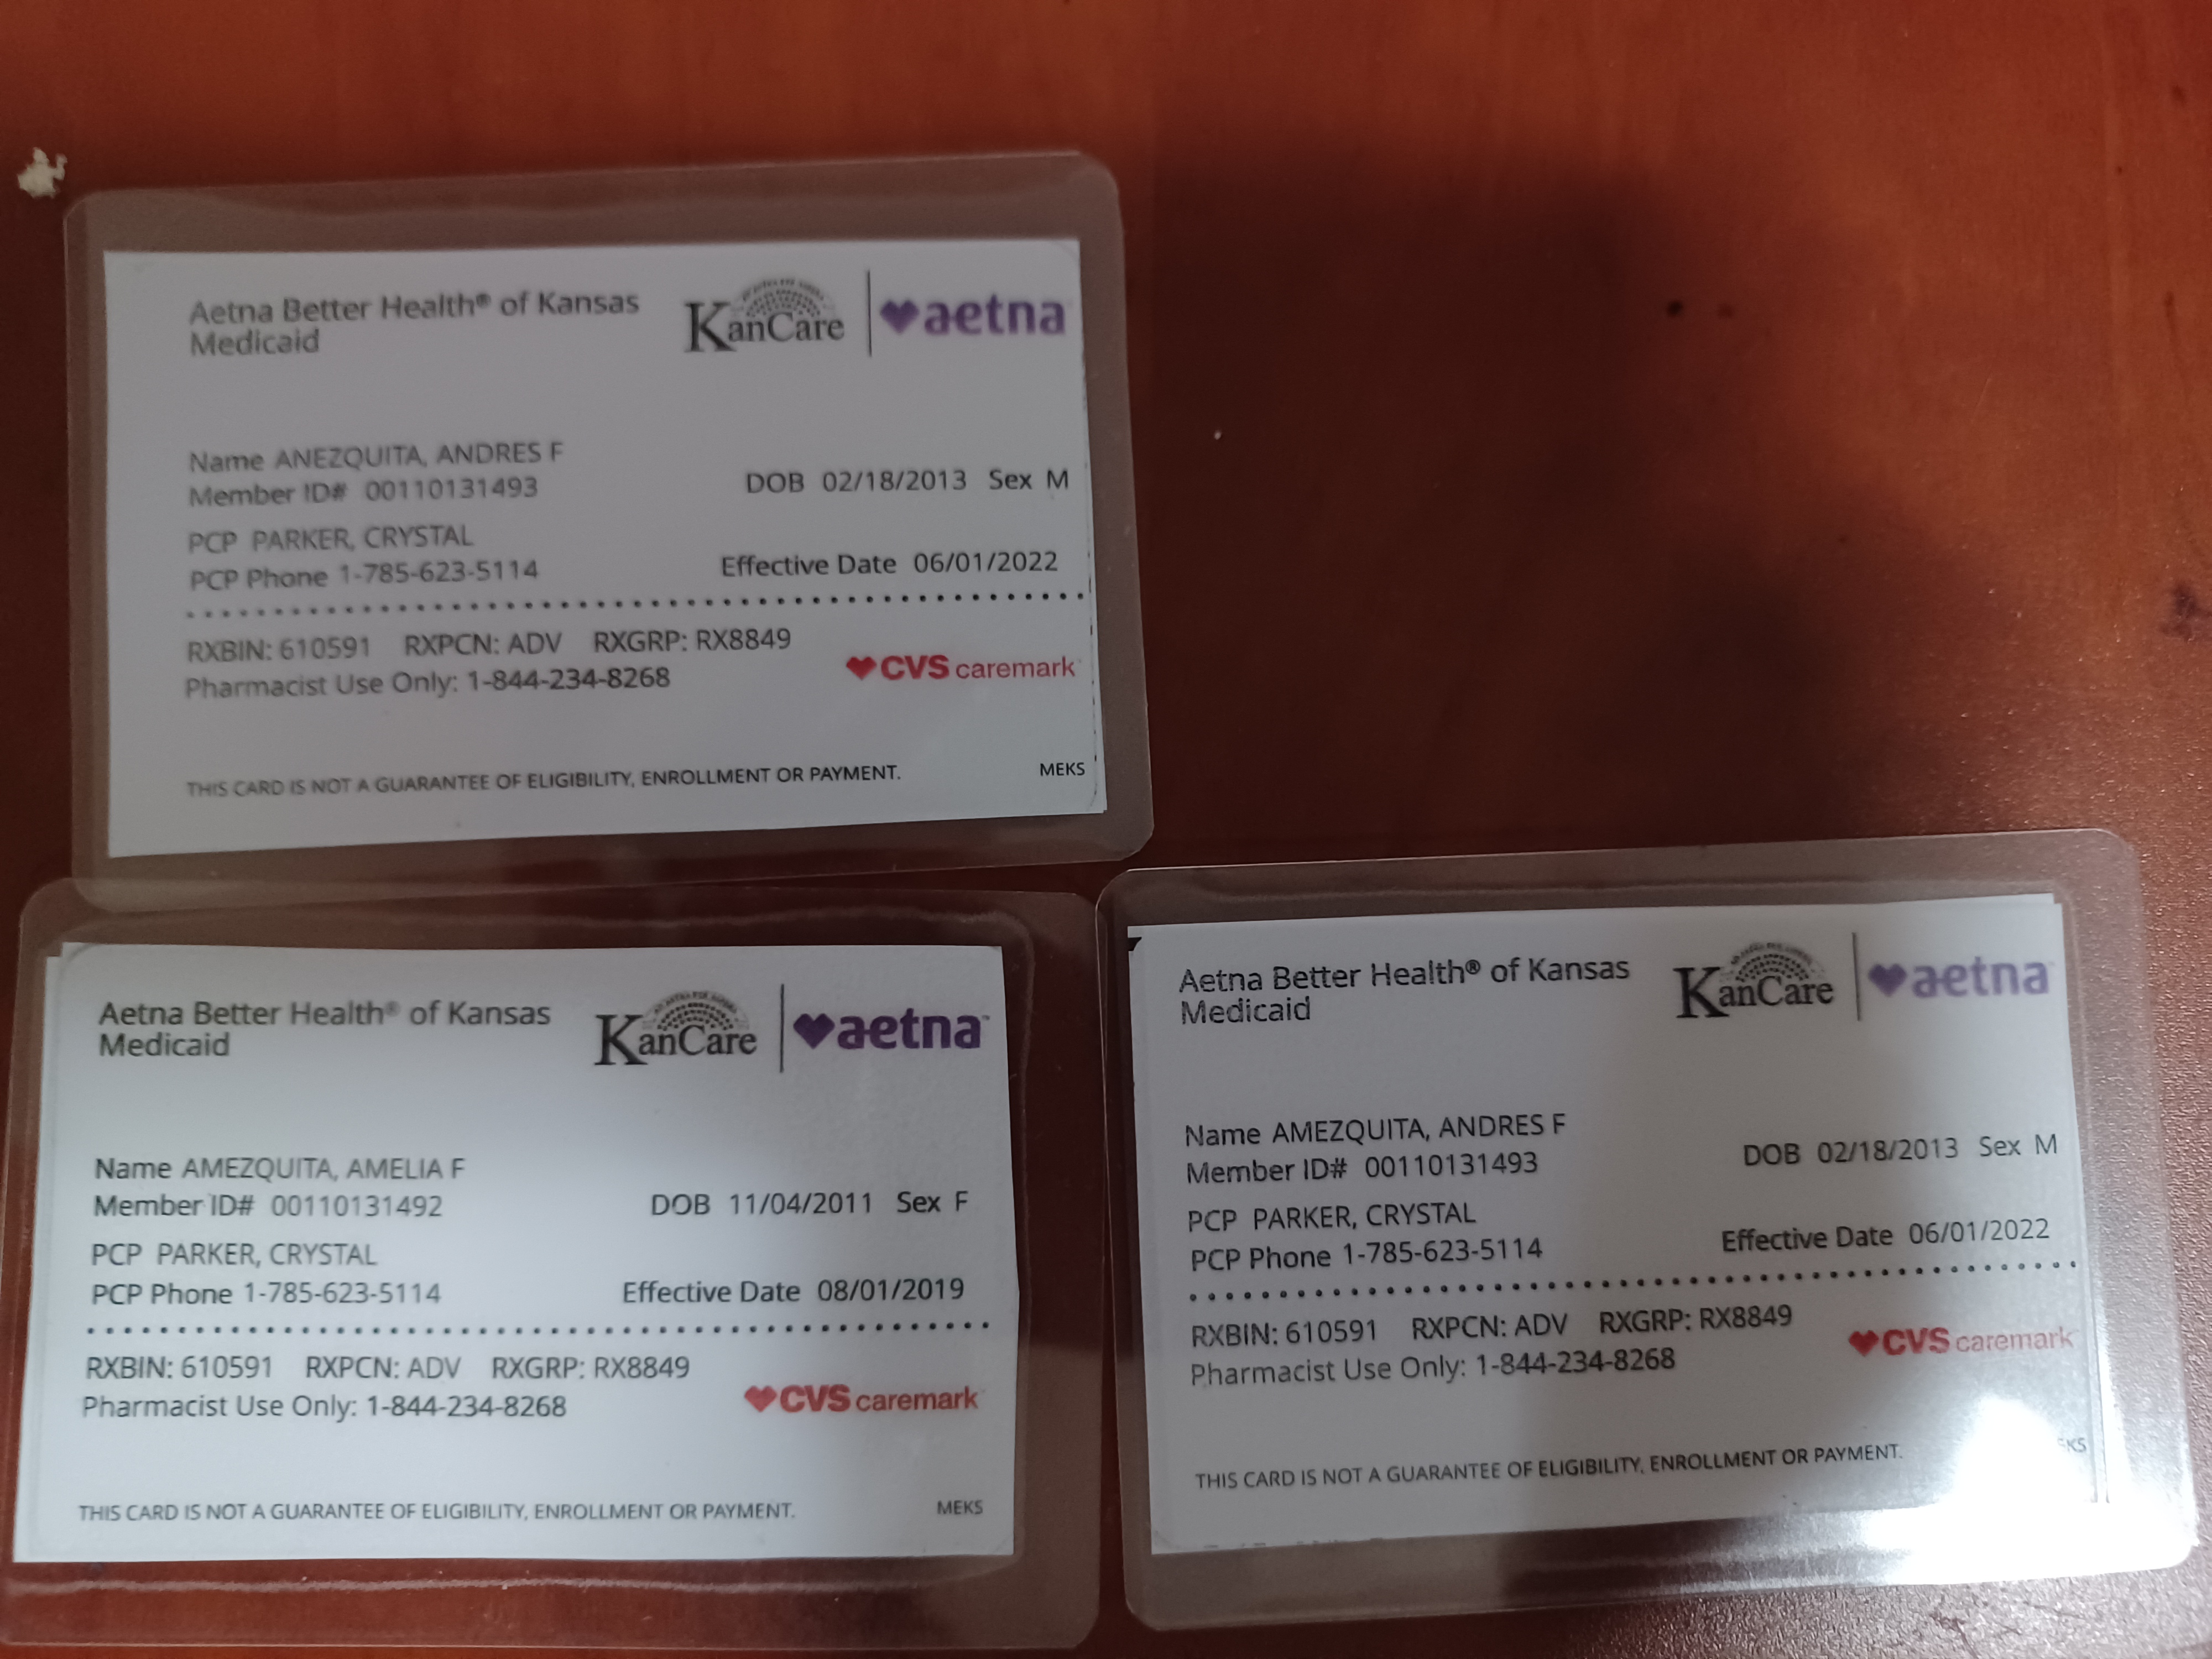 Aetna Better Health® of Kansas
Medicaid
KanCare
aetna
Name ANEZQUITA, ANDRES F
Member ID# 00110131493
DOB 02/18/2013 Sex M
PCP PARKER, CRYSTAL
PCP Phone 1-785-623-5114
Effective Date 06/01/2022
RXBIN: 610591 RXPCN: ADV RXGRP: RX8849
Pharmacist Use Only: 1-844-234-8268
CVS caremark
THIS CARD IS NOT A GUARANTEE OF ELIGIBILITY, ENROLLMENT OR PAYMENT.
MEKS
Aetna Better Health® of Kansas
Medicaid
KanCare
aetna™
Name AMEZQUITA, AMELIA F
Member ID# 00110131492
DOB 11/04/2011 Sex F
PCP PARKER, CRYSTAL
PCP Phone 1-785-623-5114
Effective Date 08/01/2019
RXBIN: 610591 RXPCN: ADV RXGRP: RX8849
Pharmacist Use Only: 1-844-234-8268
CVS caremark
THIS CARD IS NOT A GUARANTEE OF ELIGIBILITY, ENROLLMENT OR PAYMENT.
MEKS
Aetna Better Health® of Kansas
Medicaid
KanCare
aetna
Name AMEZQUITA, ANDRES F
Member ID# 00110131493
DOB 02/18/2013 Sex M
PCP PARKER, CRYSTAL
PCP Phone 1-785-623-5114
Effective Date 06/01/2022
RXBIN: 610591 RXPCN: ADV RXGRP: RX8849
Pharmacist Use Only: 1-844-234-8268
CVS caremark
THIS CARD IS NOT A GUARANTEE OF ELIGIBILITY, ENROLLMENT OR PAYMENT.